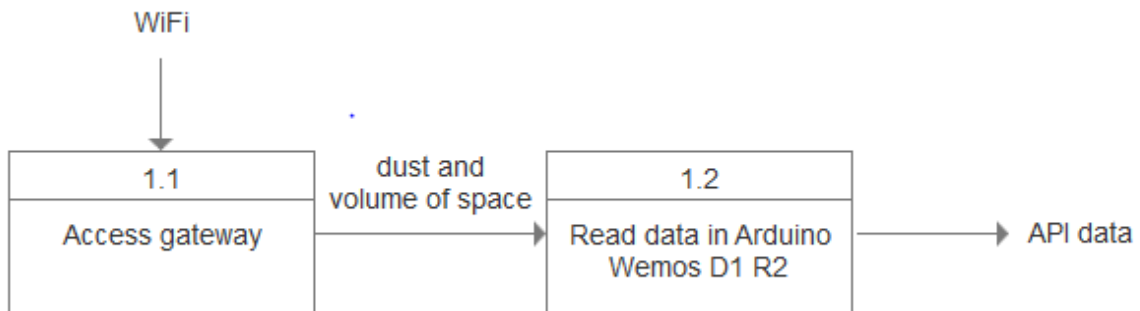 WiFi
1.1
Access gateway
dust and
volume of space
1.2
Read data in Arduino
Wemos D1 R2
API data